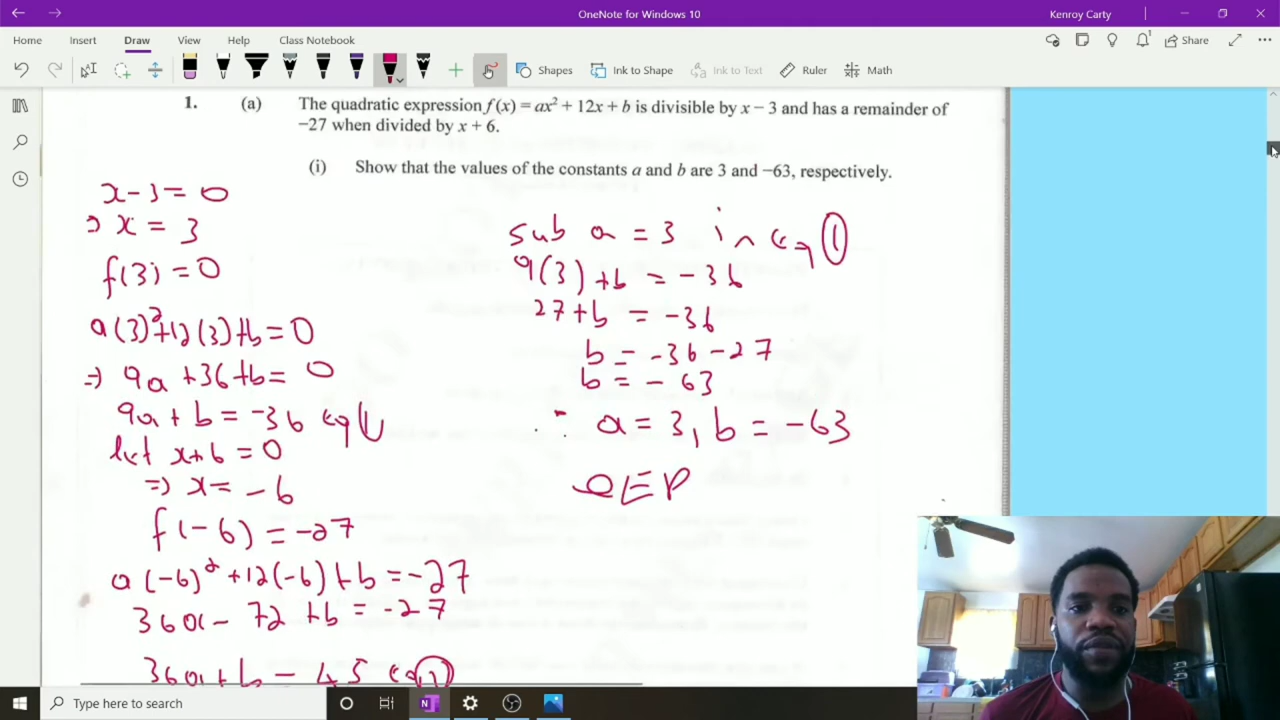 OneNote for Windows 10
Kenroy Carty
Home Insert Draw View Help Class Notebook
Share
Shapes Ink to Shape Ink to Text Ruler Math
1. (a) The quadratic expression f(x) = ax² + 12x + b is divisible by x − 3 and has a remainder of
−27 when divided by x + 6.
(i) Show that the values of the constants a and b are 3 and −63, respectively.
x-3=0
⇒ x = 3
f(3) = 0
a(3)²+12(3)+b=0
=) 9a +36+b= 0
9a + b = -36 eq 1
let x+6=0
=) x= -6
f(-6) = -27
a(-6)² +12(-6)+b =-27
36a - 72 +b = -27
36a+b = 45 eq
sub a = 3 in eq 1
9(3)+b = -36
27+b = -36
b = -36-27
b = - 63
∴ a = 3, b = -63
QED
Type here to search